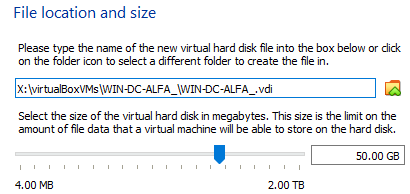 File location and size
Please type the name of the new virtual hard disk file into the box below or click
on the folder icon to select a different folder to create the file in.
X:\virtualBoxVMs\WIN-DC-ALFA_\WIN-DC-ALFA_.vdi
Select the size of the virtual hard disk in megabytes. This size is the limit on the
amount of file data that a virtual machine will be able to store on the hard disk.
50.00 GB
4.00 MB 2.00 TB